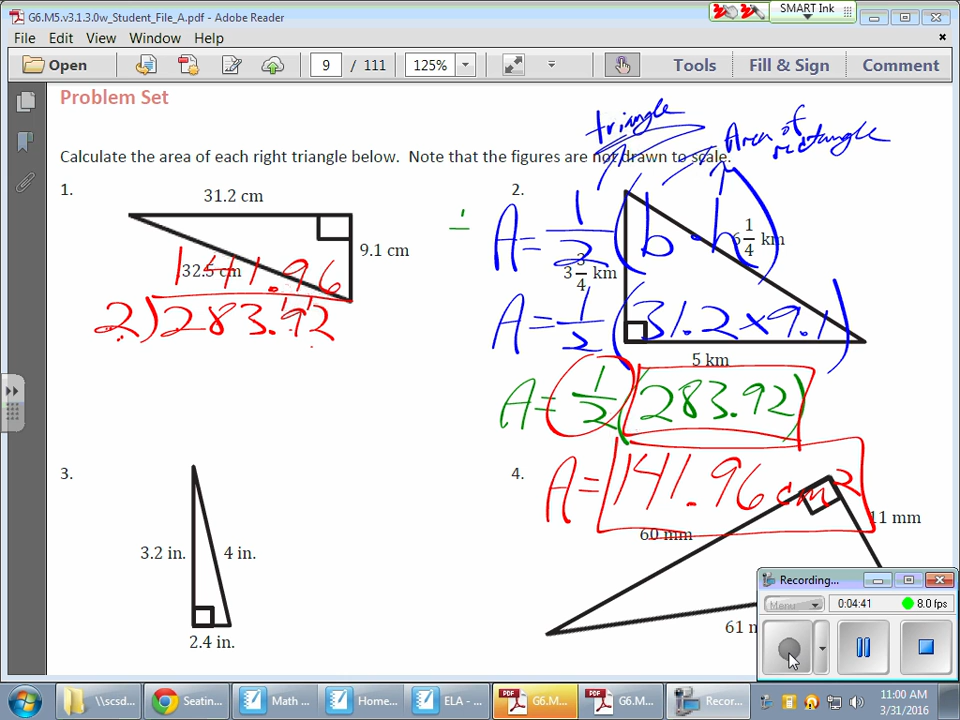 G6.M5.v3.1.3.0w_Student_File_A.pdf - Adobe Reader
SMART Ink
File Edit View Window Help
Open 9 / 111 125% Tools Fill & Sign Comment
Problem Set
triangle
Area of
rectangle
Calculate the area of each right triangle below. Note that the figures are not drawn to scale.
1.
31.2 cm
9.1 cm
32.5 cm
141.96
2)283.92
÷
2.
A = 1/2 (b · h)
6 1/4 km
3 3/4 km
A = 1/2 (31.2 x 9.1)
5 km
A = 1/2 (283.92)
A = 141.96 cm²
3.
3.2 in.
4 in.
2.4 in.
4.
60 mm
11 mm
61 m
Recording...
Menu
0:04:41
8.0 fps
\\scsd...
Seatin...
Math ...
Home...
ELA - ...
G6.M...
G6.M...
Recor...
11:00 AM
3/31/2016